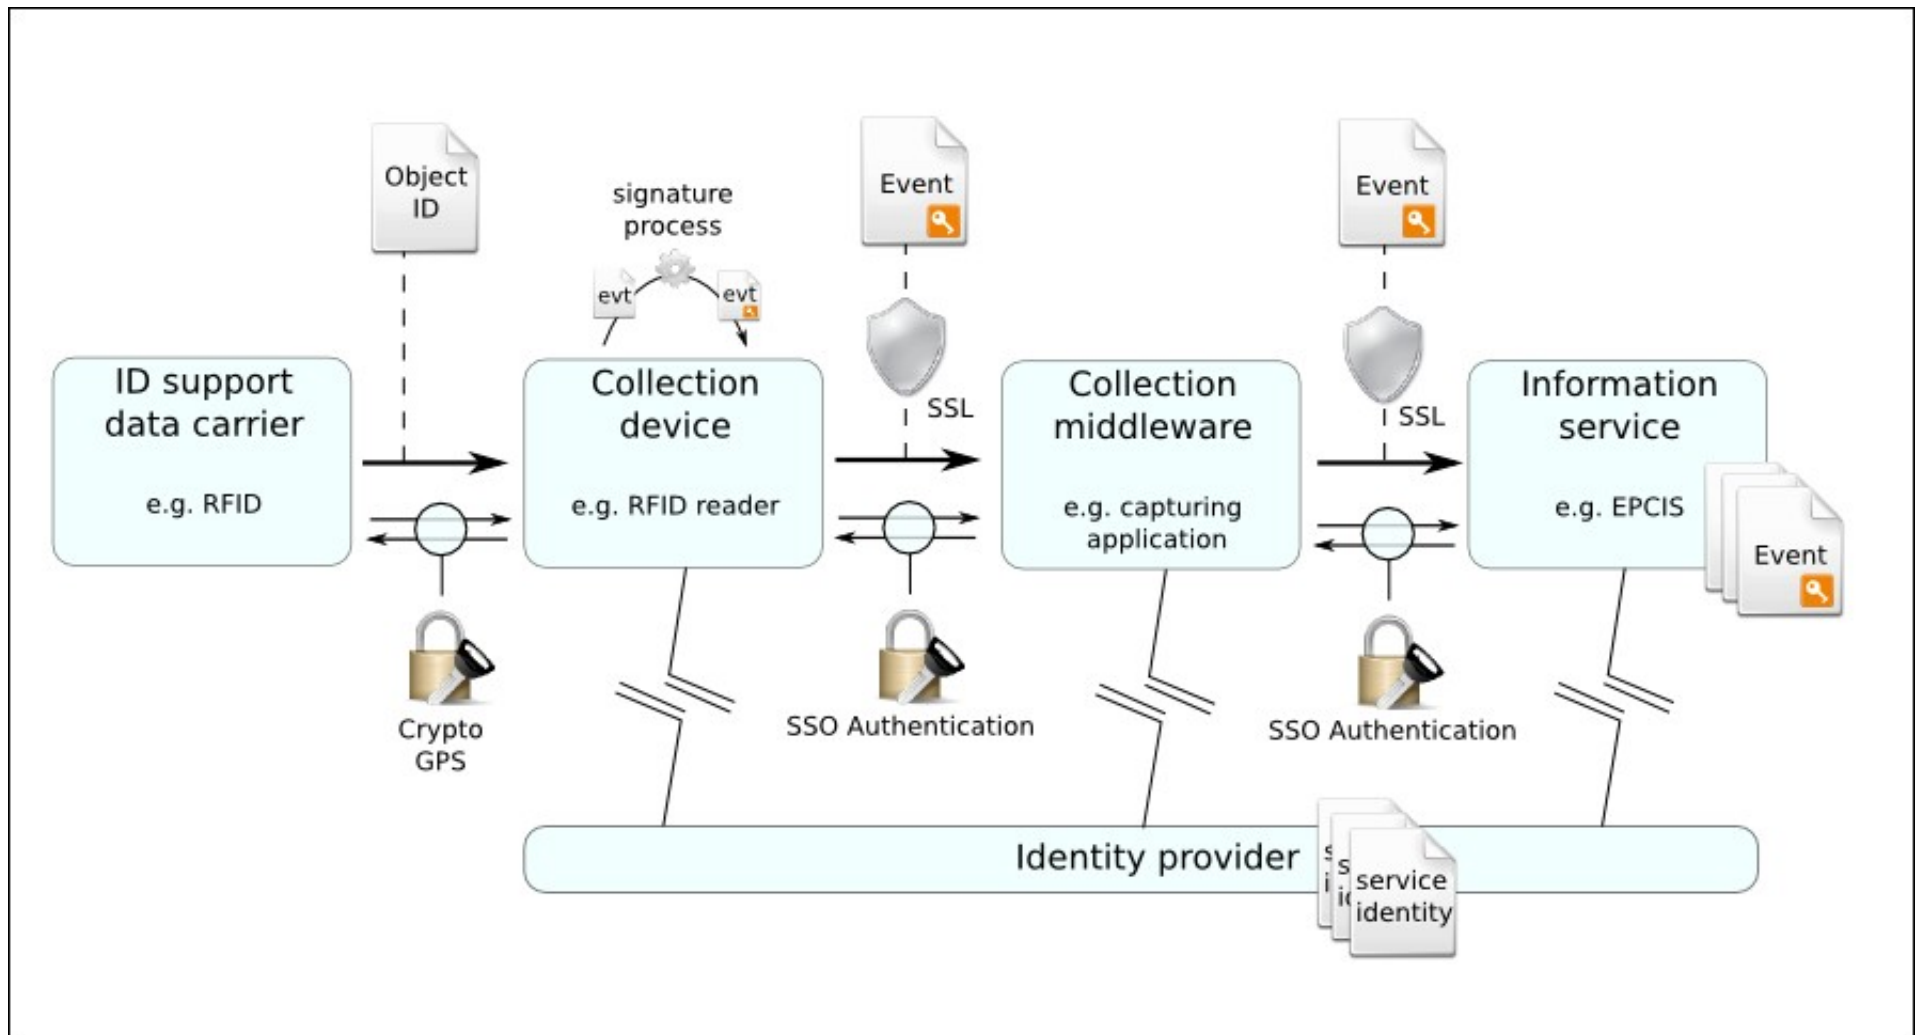 Object
ID
signature
process
evt
evt
Event
SSL
Event
SSL
ID support
data carrier
e.g. RFID
Collection
device
e.g. RFID reader
Collection
middleware
e.g. capturing
application
Information
service
e.g. EPCIS
Event
Crypto
GPS
SSO Authentication
SSO Authentication
Identity provider
service
identity